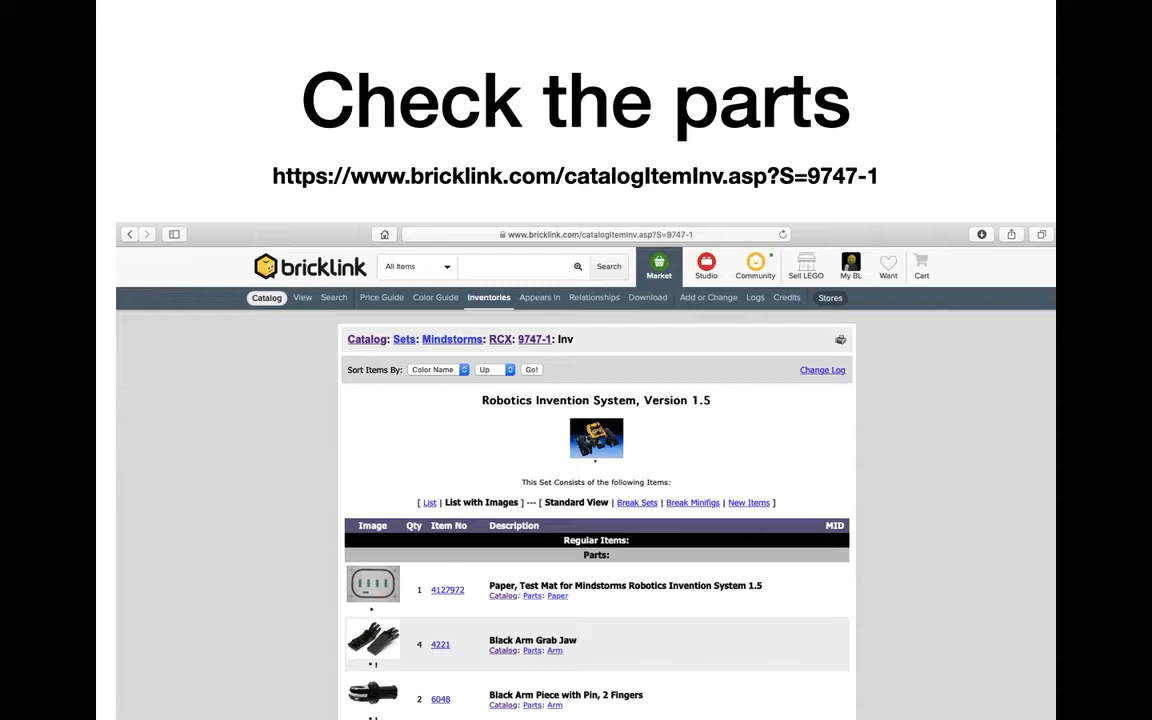 Check the parts
https://www.bricklink.com/catalogItemInv.asp?S=9747-1
www.bricklink.com/catalogItemInv.asp?S=9747-1
bricklink All Items Search Market Studio Community Sell LEGO My BL Want Cart
Catalog View Search Price Guide Color Guide Inventories Appears In Relationships Download Add or Change Logs Credits Stores
Catalog: Sets: Mindstorms: RCX: 9747-1: Inv
Sort Items By: Color Name Up Go! Change Log
Robotics Invention System, Version 1.5
*
This Set Consists of the following Items:
[ List | List with Images ] --- [ Standard View | Break Sets | Break Minifigs | New Items ]
Image Qty Item No Description MID
Regular Items:
Parts:
1 4127972 Paper, Test Mat for Mindstorms Robotics Invention System 1.5
Catalog: Parts: Paper
*
4 4221 Black Arm Grab Jaw
Catalog: Parts: Arm
* !
2 6048 Black Arm Piece with Pin, 2 Fingers
Catalog: Parts: Arm
* !